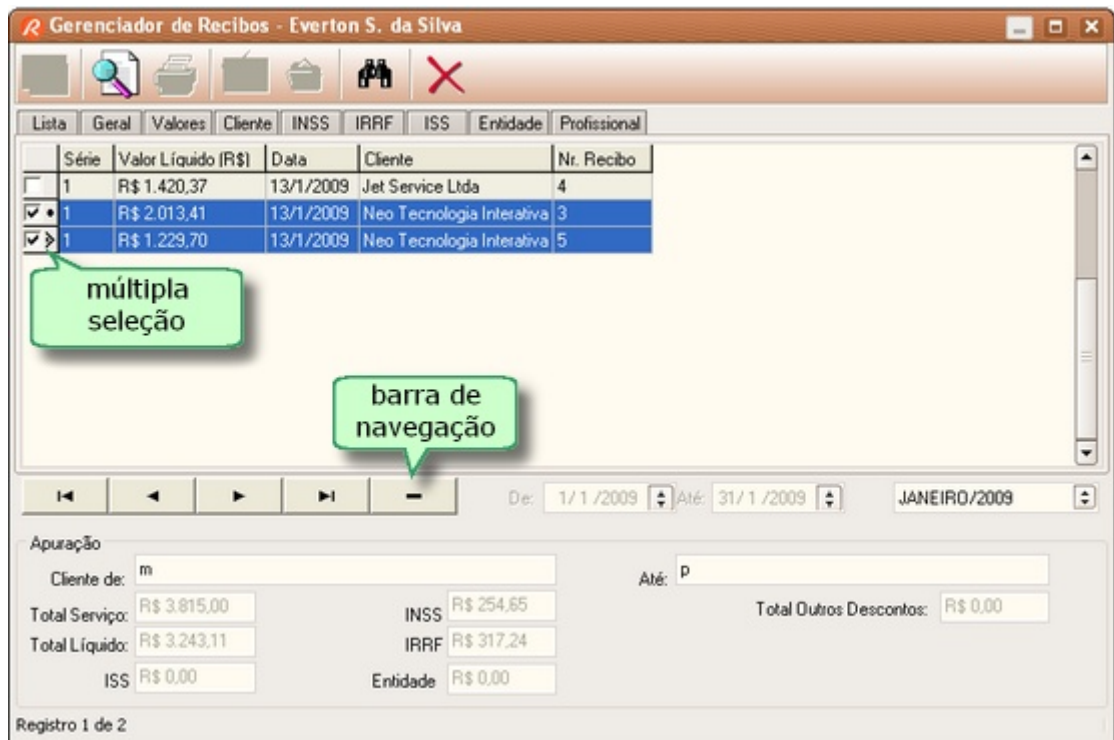 Gerenciador de Recibos - Everton S. da Silva
Lista Geral Valores Cliente INSS IRRF ISS Entidade Profissional
Série Valor Líquido (R$) Data Cliente Nr. Recibo
1 R$ 1.420,37 13/1/2009 Jet Service Ltda 4
1 R$ 2.013,41 13/1/2009 Neo Tecnologia Interativa 3
1 R$ 1.229,70 13/1/2009 Neo Tecnologia Interativa 5
múltipla
seleção
barra de
navegação
De: 1/1/2009 Até: 31/1/2009 JANEIRO/2009
Apuração
Cliente de: m Até: p
Total Serviço: R$ 3.815,00 INSS R$ 254,65 Total Outros Descontos: R$ 0,00
Total Líquido: R$ 3.243,11 IRRF R$ 317,24
ISS R$ 0,00 Entidade R$ 0,00
Registro 1 de 2